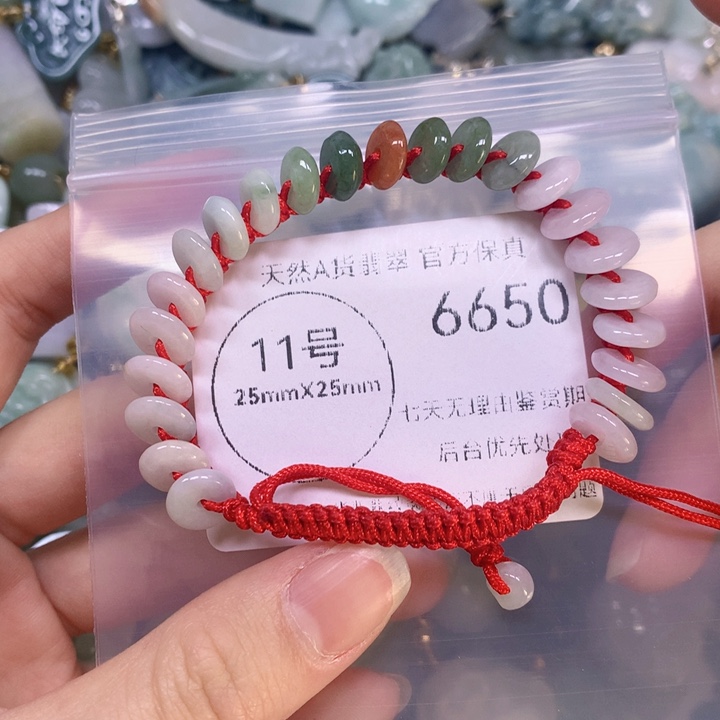 天然A货翡翠 官方保真
6650
11号
25mmX25mm
七天无理由鉴赏期
后台优先处